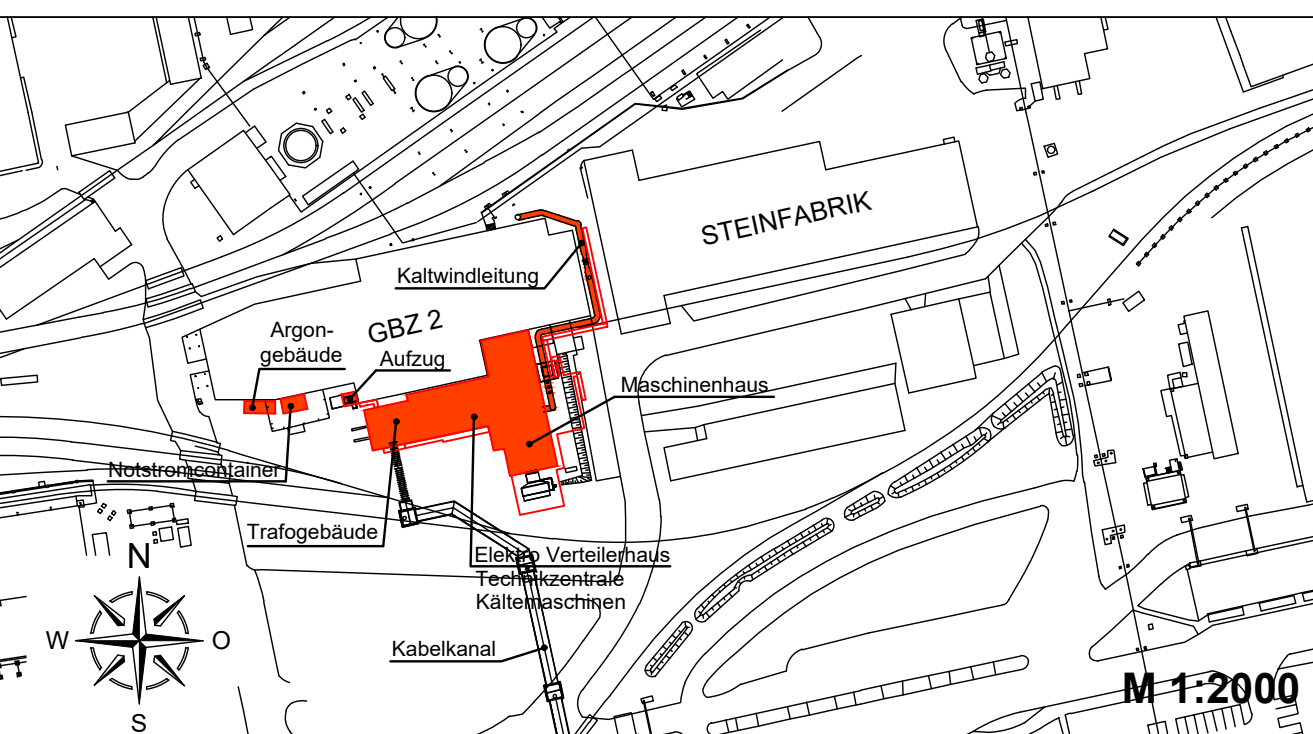 STEINFABRIK
Kaltwindleitung
GBZ 2
Argon-
gebäude
Aufzug
Maschinenhaus
Notstromcontainer
Trafogebäude
Elektro Verteilerhaus
Technikzentrale
Kältemaschinen
Kabelkanal
N
W
O
S
M 1:2000